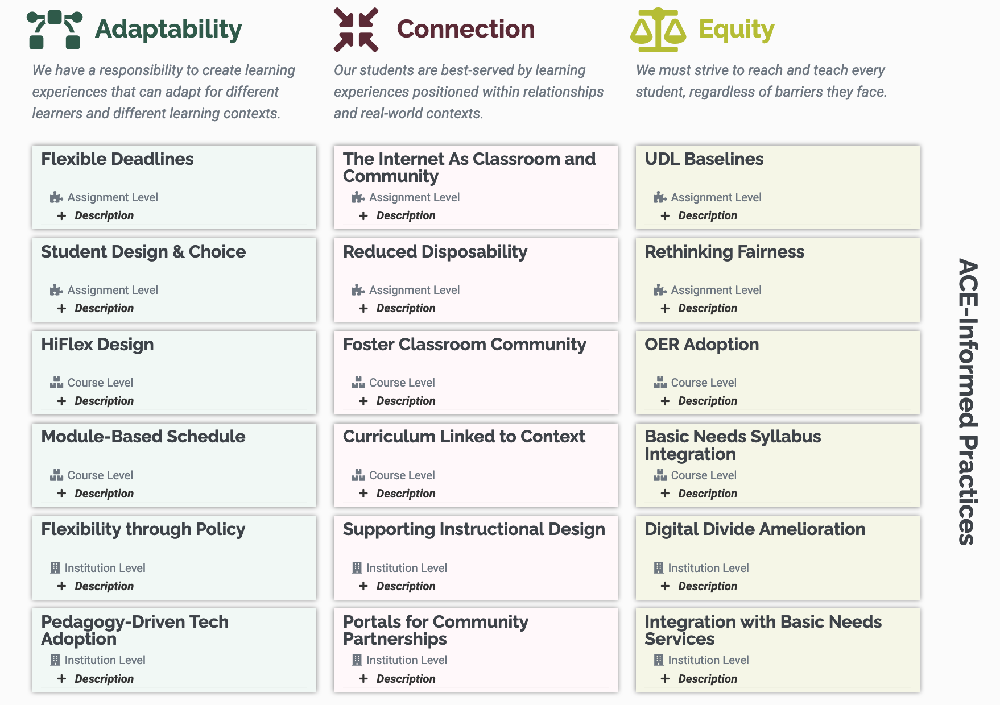 Adaptability
We have a responsibility to create learning
experiences that can adapt for different
learners and different learning contexts.
Flexible Deadlines
Assignment Level
+ Description
Student Design & Choice
Assignment Level
+ Description
HiFlex Design
Course Level
+ Description
Module-Based Schedule
Course Level
+ Description
Flexibility through Policy
Institution Level
+ Description
Pedagogy-Driven Tech
Adoption
Institution Level
+ Description
Connection
Our students are best-served by learning
experiences positioned within relationships
and real-world contexts.
The Internet As Classroom and
Community
Assignment Level
+ Description
Reduced Disposability
Assignment Level
+ Description
Foster Classroom Community
Course Level
+ Description
Curriculum Linked to Context
Course Level
+ Description
Supporting Instructional Design
Institution Level
+ Description
Portals for Community
Partnerships
Institution Level
+ Description
Equity
We must strive to reach and teach every
student, regardless of barriers they face.
UDL Baselines
Assignment Level
+ Description
Rethinking Fairness
Assignment Level
+ Description
OER Adoption
Course Level
+ Description
Basic Needs Syllabus
Integration
Course Level
+ Description
Digital Divide Amelioration
Institution Level
+ Description
Integration with Basic Needs
Services
Institution Level
+ Description
ACE-Informed Practices